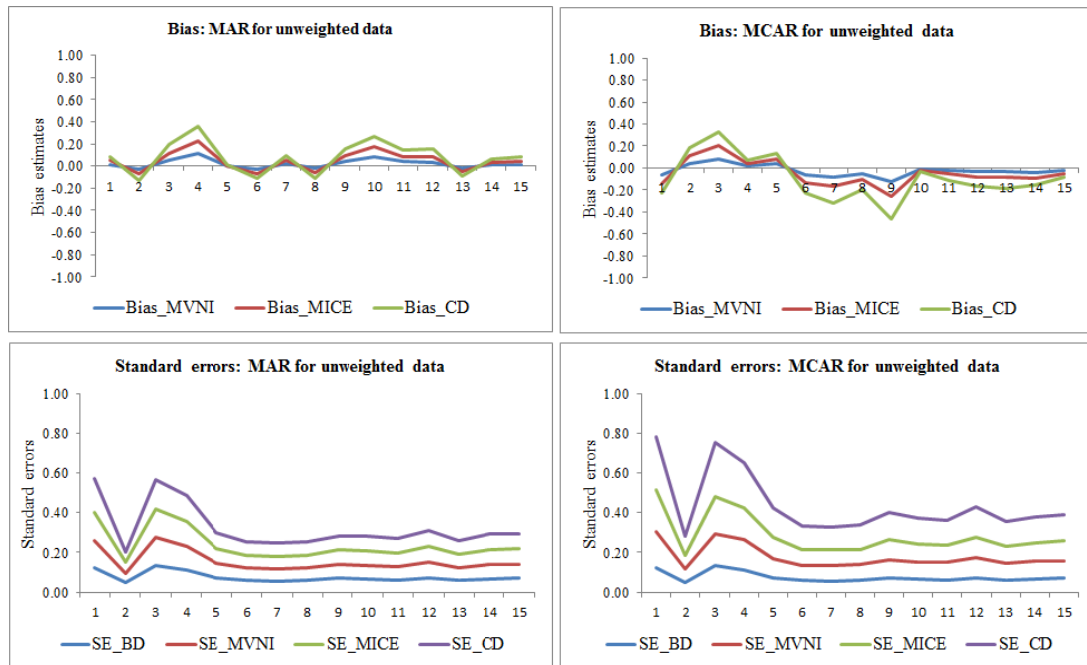 Bias: MAR for unweighted data
1.00
0.80
0.60
0.40
0.20
0.00
-0.20
-0.40
-0.60
-0.80
-1.00
Bias estimates
1 2 3 4 5 6 7 8 9 10 11 12 13 14 15
Bias_MVNI Bias_MICE Bias_CD
Bias: MCAR for unweighted data
1.00
0.80
0.60
0.40
0.20
0.00
-0.20
-0.40
-0.60
-0.80
-1.00
Bias estimates
1 2 3 4 5 6 7 8 9 10 11 12 13 14 15
Bias_MVNI Bias_MICE Bias_CD
Standard errors: MAR for unweighted data
1.00
0.80
0.60
0.40
0.20
0.00
Standard errors
1 2 3 4 5 6 7 8 9 10 11 12 13 14 15
SE_BD SE_MVNI SE_MICE SE_CD
Standard errors: MCAR for unweighted data
1.00
0.80
0.60
0.40
0.20
0.00
Standard errors
1 2 3 4 5 6 7 8 9 10 11 12 13 14 15
SE_BD SE_MVNI SE_MICE SE_CD